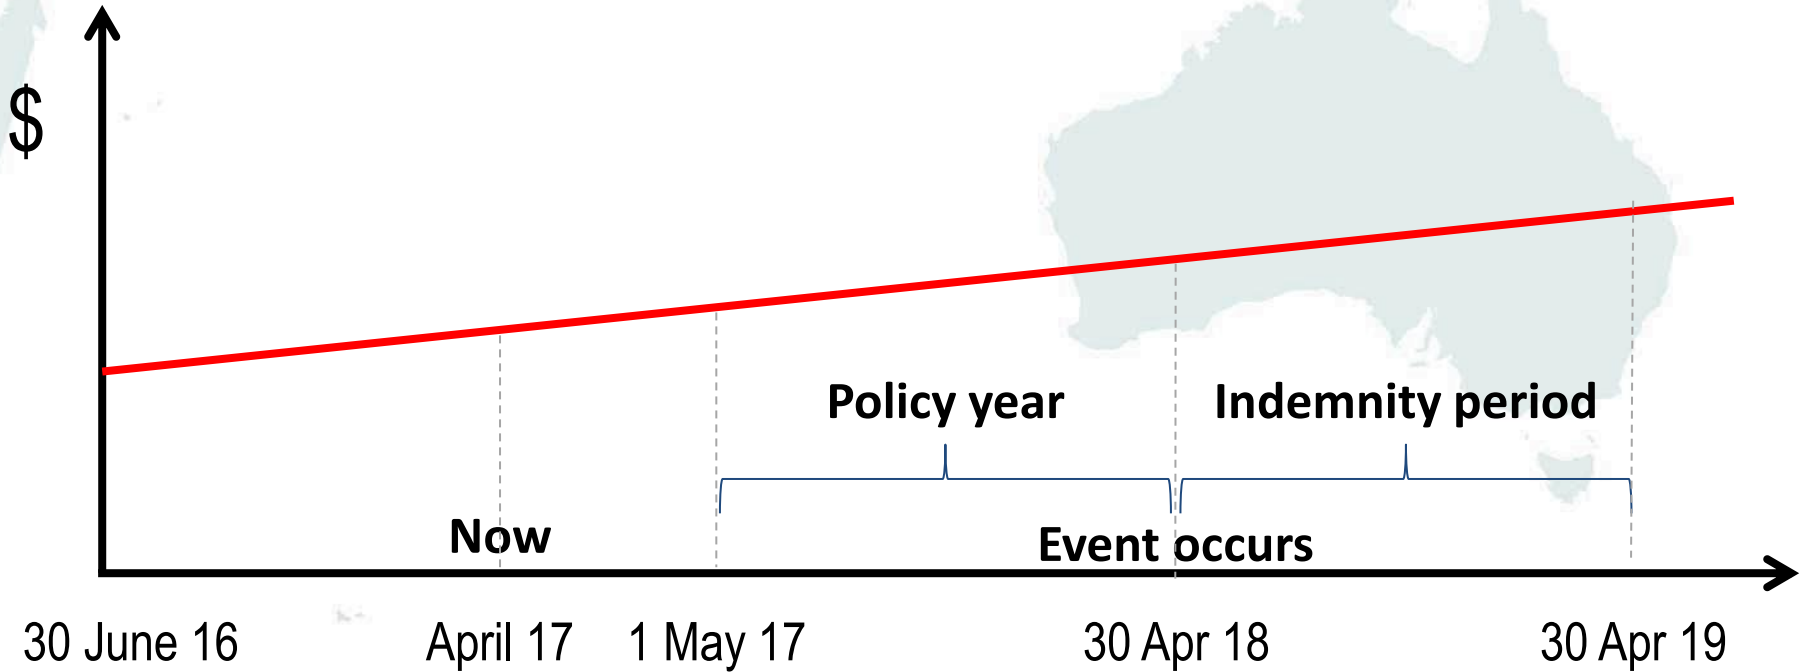 $
Policy year
Indemnity period
Now
Event occurs
30 June 16
April 17
1 May 17
30 Apr 18
30 Apr 19